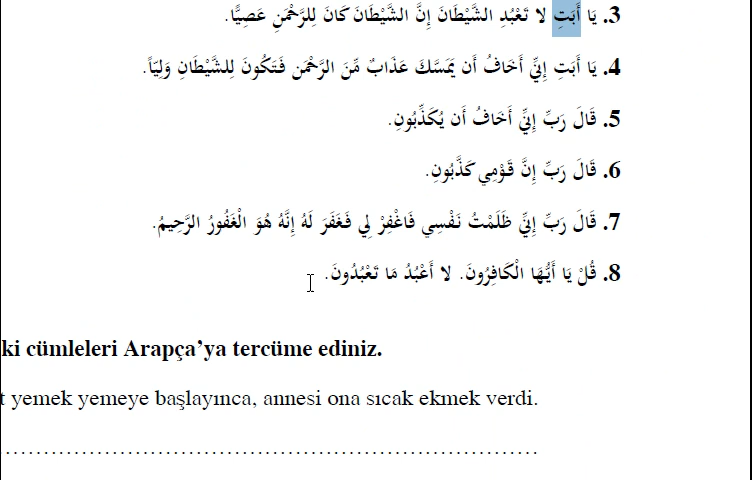 3. يَا أَبَتِ لا تَعْبُدِ الشَّيْطَانَ إِنَّ الشَّيْطَانَ كَانَ لِلرَّحْمَنِ عَصِيًّا.
4. يَا أَبَتِ إِنِّي أَخَافُ أَن يَمَسَّكَ عَذَابٌ مِّنَ الرَّحْمَن فَتَكُونَ لِلشَّيْطَانِ وَلِيّاً.
5. قَالَ رَبِّ إِنِّي أَخَافُ أَن يُكَذِّبُونِ.
6. قَالَ رَبِّ إِنَّ قَوْمِي كَذَّبُونِ.
7. قَالَ رَبِّ إِنِّي ظَلَمْتُ نَفْسِي فَاغْفِرْ لِي فَغَفَرَ لَهُ إِنَّهُ هُوَ الْغَفُورُ الرَّحِيمُ.
8. قُلْ يَا أَيُّهَا الْكَافِرُونَ. لا أَعْبُدُ مَا تَعْبُدُونَ.
ki cümleleri Arapça’ya tercüme ediniz.
t yemek yemeye başlayınca, annesi ona sıcak ekmek verdi.